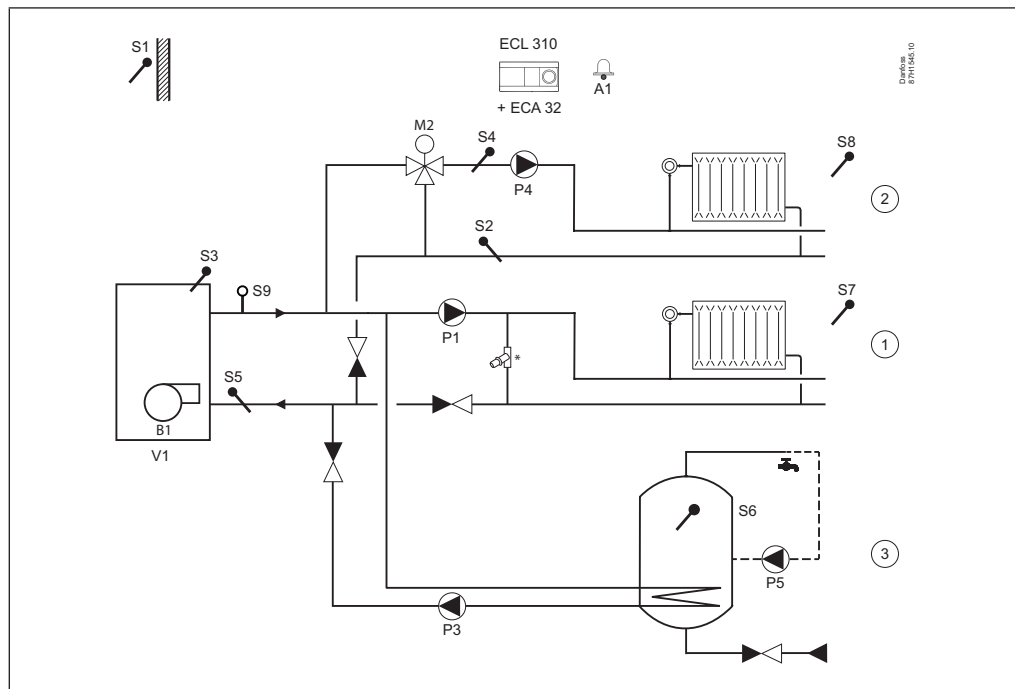 S1
ECL 310
A1
+ ECA 32
Danfoss
87H1545.10
M2
S4
P4
S8
2
S2
S3
S9
P1
*
S7
1
S5
B1
V1
S6
P5
3
P3